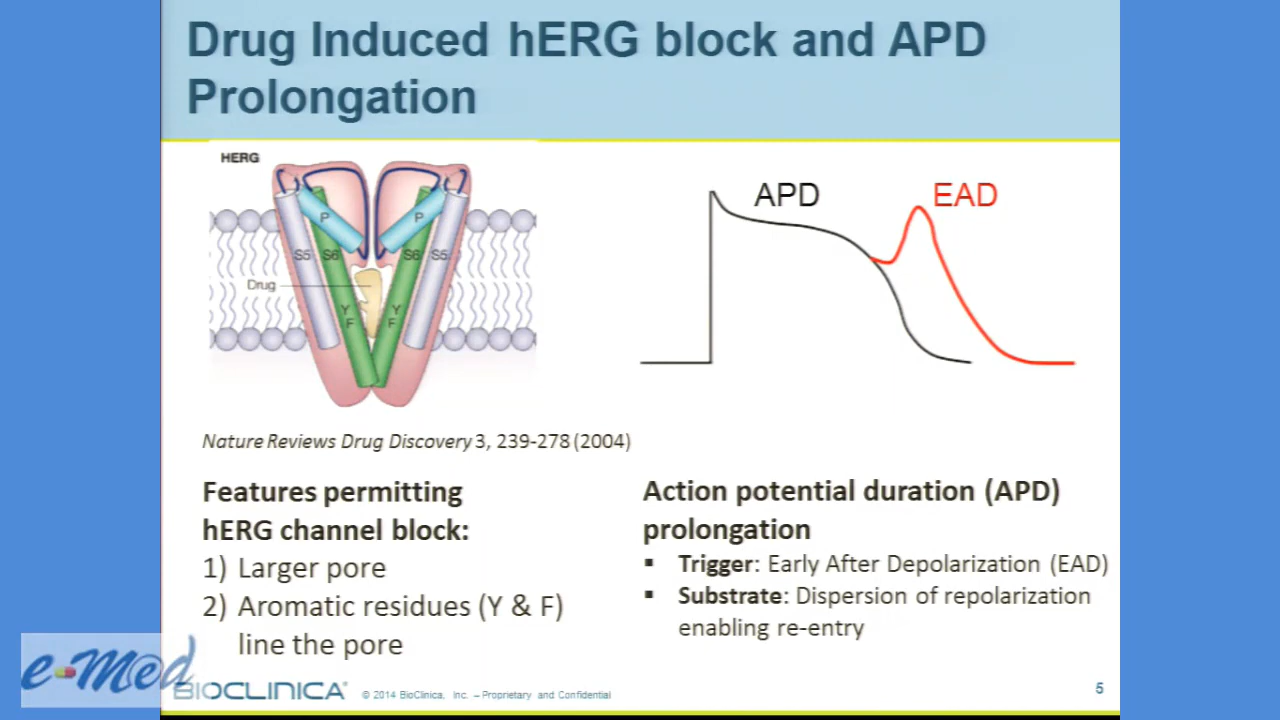 Drug Induced hERG block and APD
Prolongation
HERG
P P
S5 S6 S6 S5
Drug
Y Y
F F
APD EAD
Nature Reviews Drug Discovery 3, 239-278 (2004)
Features permitting
hERG channel block:
1) Larger pore
2) Aromatic residues (Y & F)
line the pore
Action potential duration (APD)
prolongation
▪ Trigger: Early After Depolarization (EAD)
▪ Substrate: Dispersion of repolarization
enabling re-entry
e-Med
BIOCLINICA® © 2014 BioClinica, Inc. – Proprietary and Confidential 5